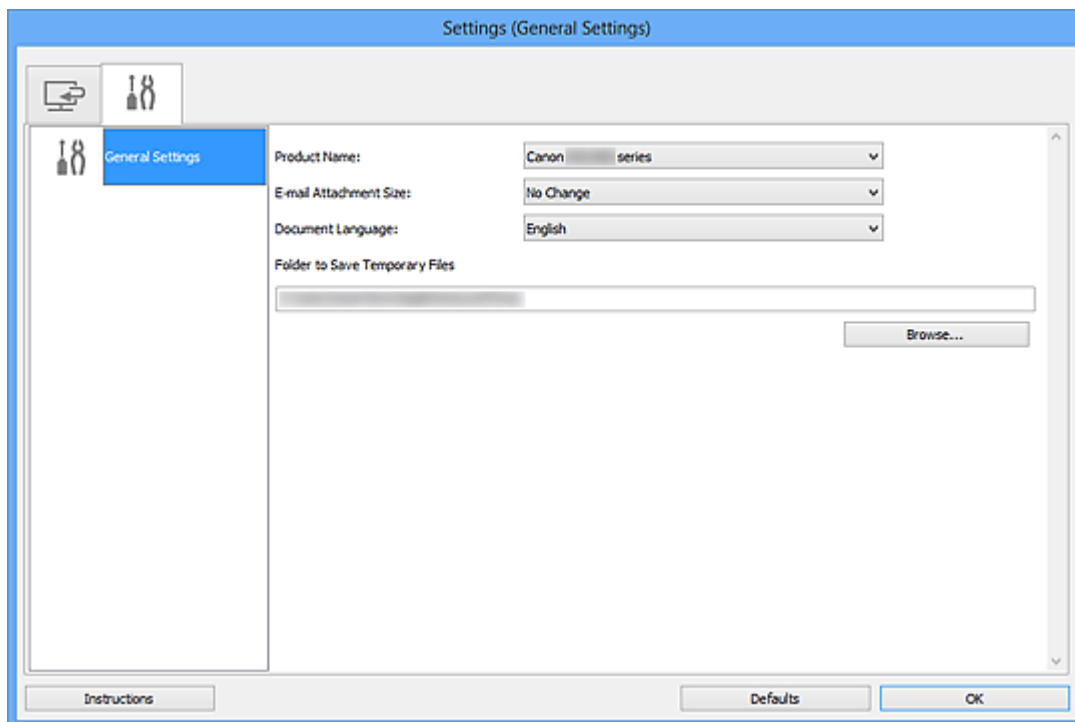 Settings (General Settings)
General Settings
Product Name:
Canon series
E-mail Attachment Size:
No Change
Document Language:
English
Folder to Save Temporary Files
Browse...
Instructions
Defaults
OK